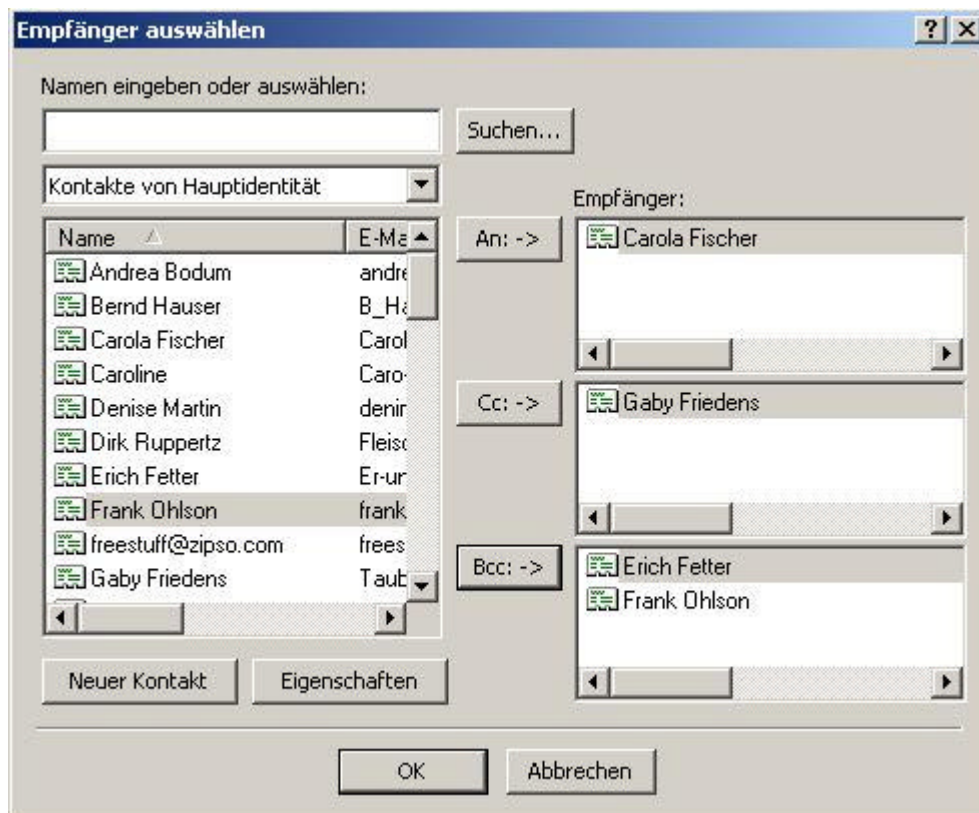 Empfänger auswählen
Namen eingeben oder auswählen:
Suchen...
Kontakte von Hauptidentität
Empfänger:
Name E-Ma
An: ->
Carola Fischer
Andrea Bodum andre
Bernd Hauser B_Ha
Carola Fischer Carol
Caroline Caro-
Cc: ->
Gaby Friedens
Denise Martin denin
Dirk Ruppertz Fleisc
Erich Fetter Er-un
Frank Ohlson frank
freestuff@zipso.com frees
Gaby Friedens Taub
Bcc: ->
Erich Fetter
Frank Ohlson
Neuer Kontakt
Eigenschaften
OK
Abbrechen